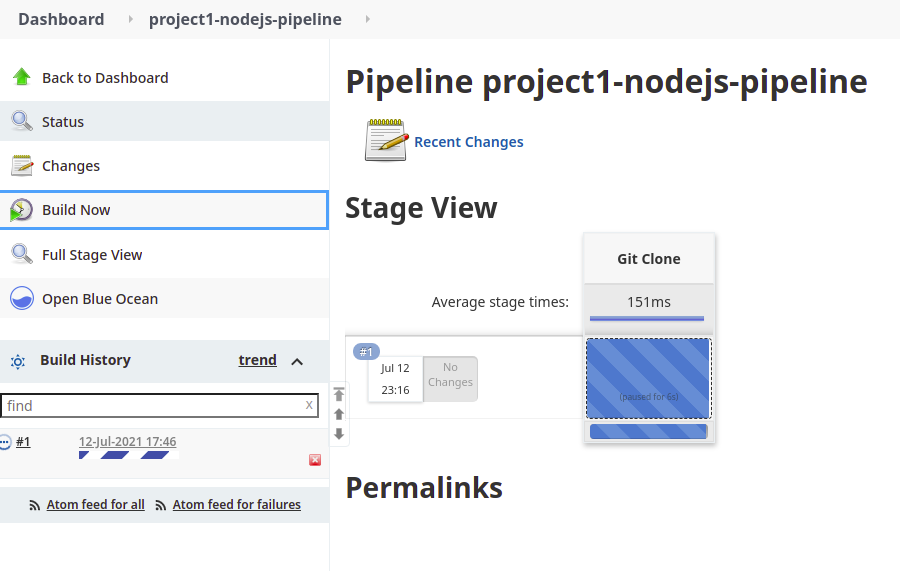 Dashboard project1-nodejs-pipeline
Back to Dashboard
Status
Changes
Build Now
Full Stage View
Open Blue Ocean
Build History trend
find X
#1 12-Jul-2021 17:46
Atom feed for all Atom feed for failures
Pipeline project1-nodejs-pipeline
Recent Changes
Stage View
Git Clone
Average stage times: 151ms
#1
Jul 12
23:16
No
Changes
(paused for 6s)
Permalinks